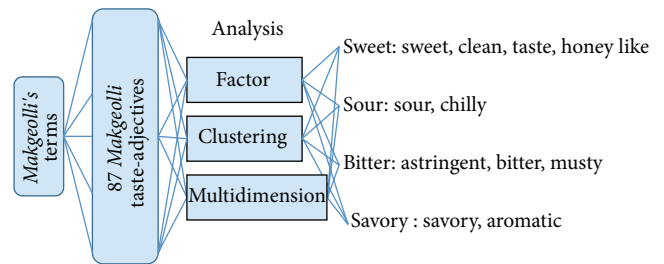 Makgeolli's
terms
87 Makgeolli
taste-adjectives
Analysis
Factor
Clustering
Multidimension
Sweet: sweet, clean, taste, honey like
Sour: sour, chilly
Bitter: astringent, bitter, musty
Savory : savory, aromatic